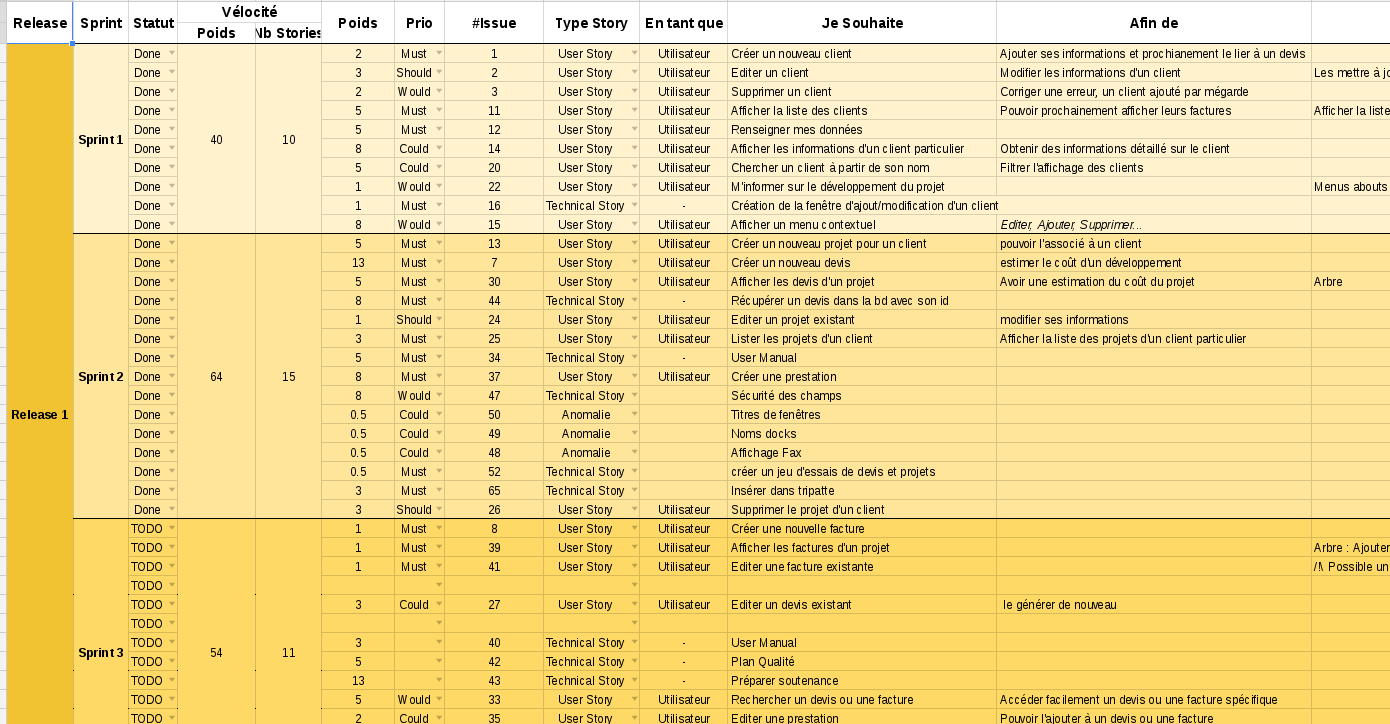 Release Sprint Statut Vélocité Poids Prio #Issue Type Story En tant que Je Souhaite Afin de
Poids Nb Stories
Done 2 Must 1 User Story Utilisateur Créer un nouveau client Ajouter ses informations et prochianement le lier à un devis
Done 3 Should 2 User Story Utilisateur Editer un client Modifier les informations d'un client Les mettre à jo
Done 2 Would 3 User Story Utilisateur Supprimer un client Corriger une erreur, un client ajouté par mégarde
Done 5 Must 11 User Story Utilisateur Afficher la liste des clients Pouvoir prochainement afficher leurs factures Afficher la liste
Done 5 Must 12 User Story Utilisateur Renseigner mes données
Sprint 1 Done 40 10 8 Could 14 User Story Utilisateur Afficher les informations d'un client particulier Obtenir des informations détaillé sur le client
Done 5 Could 20 User Story Utilisateur Chercher un client à partir de son nom Filtrer l'affichage des clients
Done 1 Would 22 User Story Utilisateur M'informer sur le développement du projet Menus abouts
Done 1 Must 16 Technical Story - Création de la fenêtre d'ajout/modification d'un client
Done 8 Would 15 User Story Utilisateur Afficher un menu contextuel Editer, Ajouter, Supprimer...
Done 5 Must 13 User Story Utilisateur Créer un nouveau projet pour un client pouvoir l'associé à un client
Done 13 Must 7 User Story Utilisateur Créer un nouveau devis estimer le coût d'un développement
Done 5 Must 30 User Story Utilisateur Afficher les devis d'un projet Avoir une estimation du coût du projet Arbre
Done 8 Must 44 Technical Story - Récupérer un devis dans la bd avec son id
Done 1 Should 24 User Story Utilisateur Editer un projet existant modifier ses informations
Done 3 Must 25 User Story Utilisateur Lister les projets d'un client Afficher la liste des projets d'un client particulier
Done 5 Must 34 Technical Story - User Manual
Sprint 2 Done 64 15 8 Must 37 User Story Utilisateur Créer une prestation
Done 8 Would 47 Technical Story Sécurité des champs
Release 1 Done 0.5 Could 50 Anomalie Titres de fenêtres
Done 0.5 Could 49 Anomalie Noms docks
Done 0.5 Could 48 Anomalie Affichage Fax
Done 0.5 Must 52 Technical Story créer un jeu d'essais de devis et projets
Done 3 Must 65 Technical Story Insérer dans tripatte
Done 3 Should 26 User Story Utilisateur Supprimer le projet d'un client
TODO 1 Must 8 User Story Utilisateur Créer une nouvelle facture
TODO 1 Must 39 User Story Utilisateur Afficher les factures d'un projet Arbre : Ajouter
TODO 1 Must 41 User Story Utilisateur Editer une facture existante /!\ Possible un
TODO
TODO 3 Could 27 User Story Utilisateur Editer un devis existant le générer de nouveau
TODO
TODO 3 40 Technical Story - User Manual
Sprint 3 TODO 54 11 5 42 Technical Story - Plan Qualité
TODO 13 43 Technical Story - Préparer soutenance
TODO 5 Would 33 User Story Utilisateur Rechercher un devis ou une facture Accéder facilement un devis ou une facture spécifique
TODO 2 Could 35 User Story Utilisateur Editer une prestation Pouvoir l'ajouter à un devis ou une facture